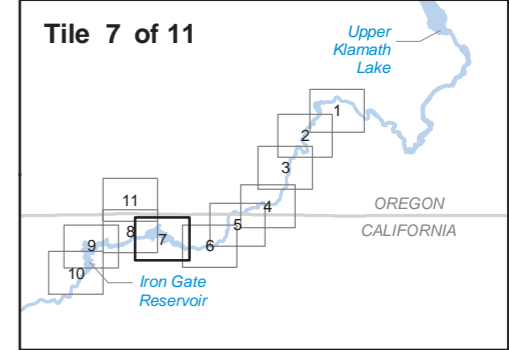 Tile 7 of 11
Upper
Klamath
Lake
1
2
3
4
5
6
7
8
9
10
11
OREGON
CALIFORNIA
Iron Gate
Reservoir